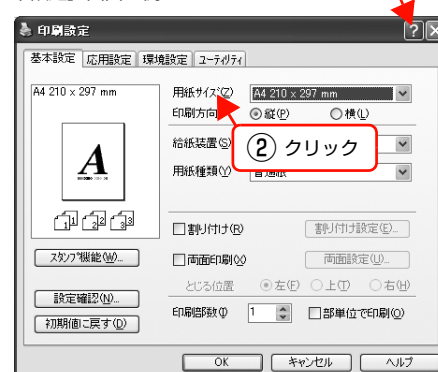 印刷設定
基本設定 応用設定 環境設定 ﾕｰﾃｨﾘﾃｨ
A4 210 x 297 mm
用紙ｻｲｽﾞ(Z) A4 210 x 297 mm
印刷方向 縦(P) 横(L)
給紙装置(S)
② クリック
用紙種類(Y) 普通紙
A
1 2 3
割り付け(R) 割り付け設定(E)...
ｽﾀﾝﾌﾟ機能(W)... 両面印刷(X) 両面設定(U)...
とじる位置 左(F) 上(T) 右(H)
設定確認(N)...
印刷部数(I) 1 部単位で印刷(O)
初期値に戻す(D)
OK ｷｬﾝｾﾙ ﾍﾙﾌﾟ